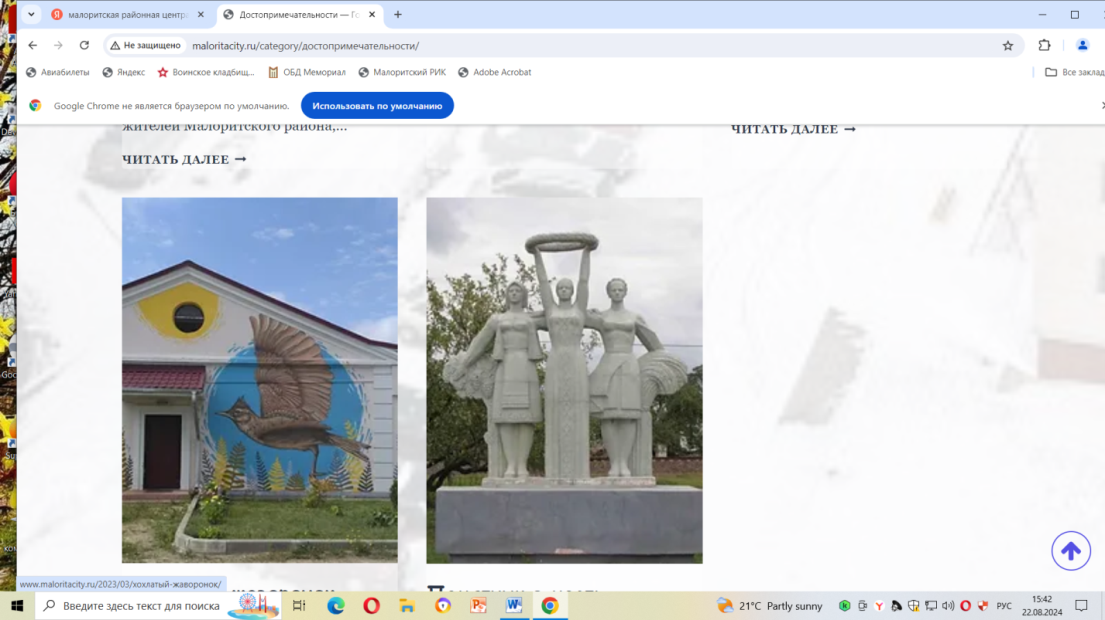 малоритская районная центра
Достопримечательности — Го
Не защищено
maloritacity.ru/category/достопримечательности/
Авиабилеты
Яндекс
Воинское кладбищ...
ОБД Мемориал
Малоритский РИК
Adobe Acrobat
Все заклад
Google Chrome не является браузером по умолчанию.
Использовать по умолчанию
жителей Малоритского района,...
ЧИТАТЬ ДАЛЕЕ →
ЧИТАТЬ ДАЛЕЕ →
www.maloritacity.ru/2023/03/хохлатый-жаворонок/
Введите здесь текст для поиска
21°C Partly sunny
РУС
15:42
22.08.2024